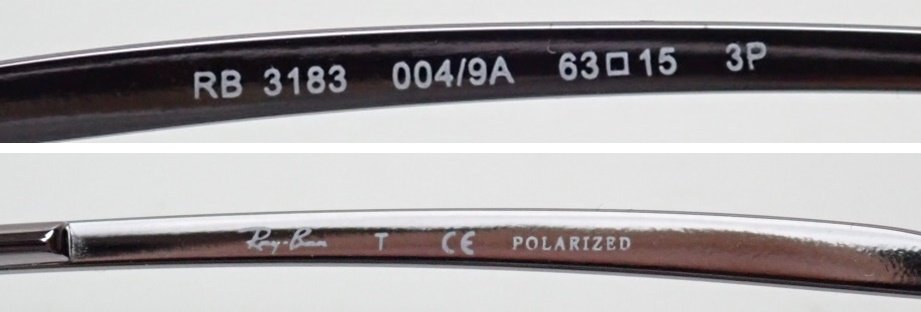 RB 3183 004/9A 63□15 3P
Ray-Ban T CE POLARIZED